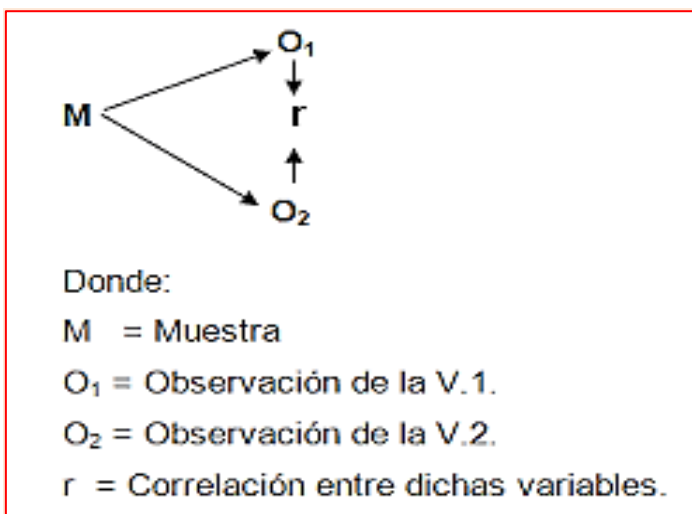 O₁
M r
O₂
Donde:
M = Muestra
O₁ = Observación de la V.1.
O₂ = Observación de la V.2.
r = Correlación entre dichas variables.